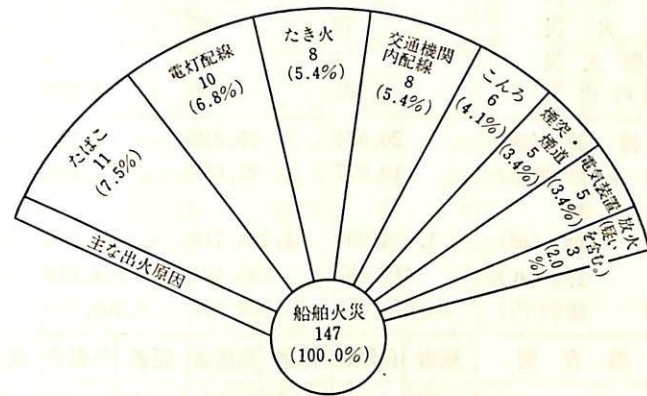 主な出火原因
たばこ
11
(7.5%)
電灯配線
10
(6.8%)
たき火
8
(5.4%)
交通機関
内配線
8
(5.4%)
こんろ
6
(4.1%)
煙突・
煙道
5
(3.4%)
電気装置
5
(3.4%)
放火
(疑い
を含む。)
3
(2.0
%)
船舶火災
147
(100.0%)